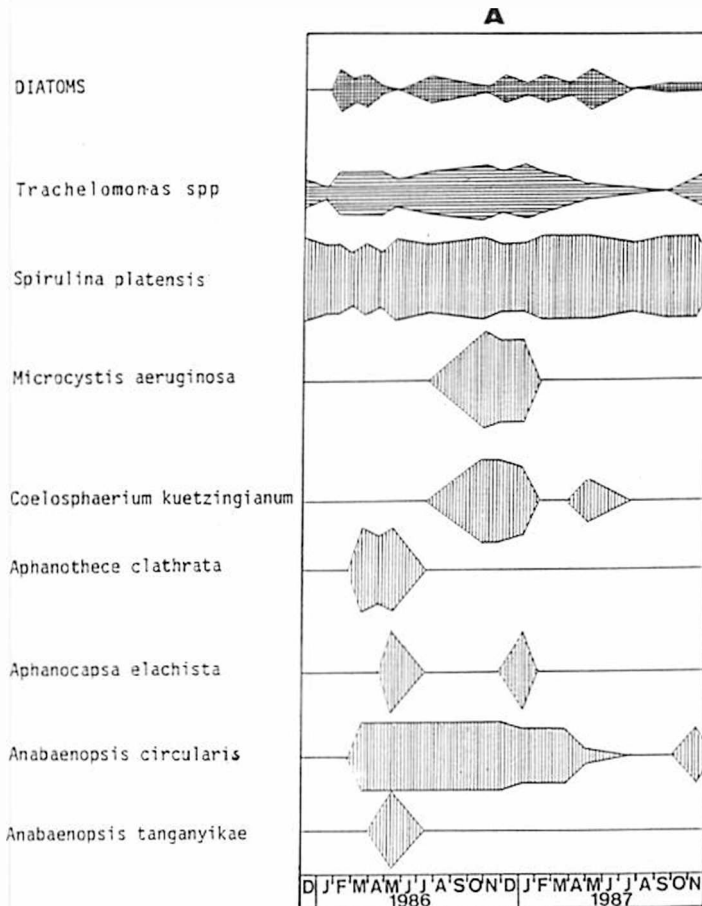 A
DIATOMS
Trachelomonas spp
Spirulina platensis
Microcystis aeruginosa
Coelosphaerium kuetzingianum
Aphanothece clathrata
Aphanocapsa elachista
Anabaenopsis circularis
Anabaenopsis tanganyikae
D J F M A M J J A S O N D J F M A M J J A S O N
1986 1987